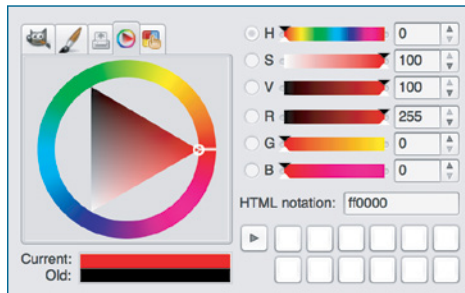 H 0
S 100
V 100
R 255
G 0
B 0
HTML notation: ff0000
Current:
Old: